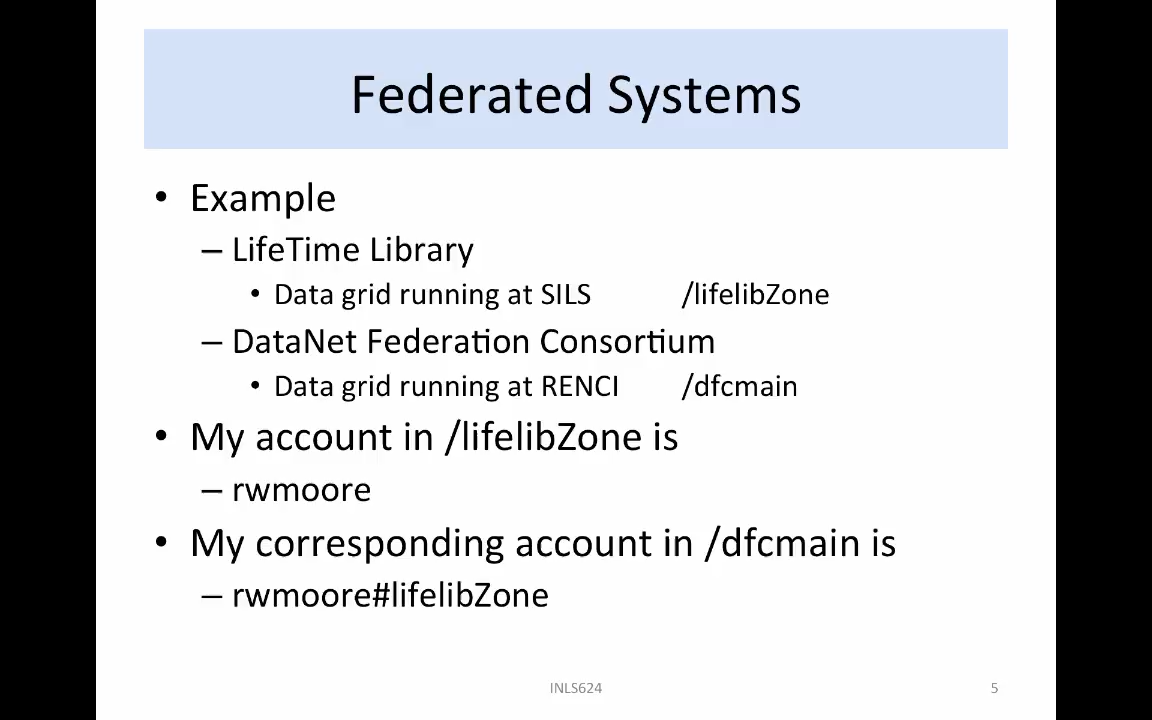 Federated Systems
• Example
– LifeTime Library
• Data grid running at SILS /lifelibZone
– DataNet Federation Consortium
• Data grid running at RENCI /dfcmain
• My account in /lifelibZone is
– rwmoore
• My corresponding account in /dfcmain is
– rwmoore#lifelibZone
INLS624 5